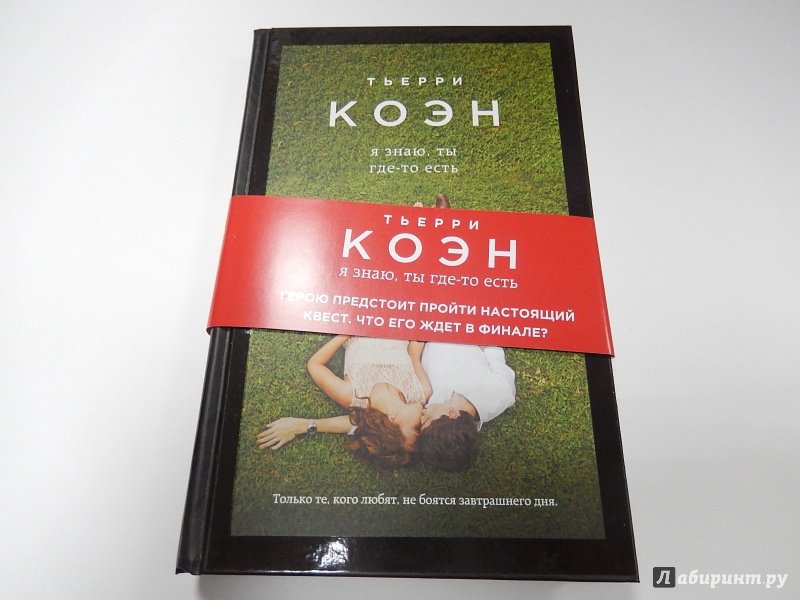 ТЬЕРРИ
КОЭН
я знаю, ты
где-то есть
ТЬЕРРИ
КОЭН
я знаю, ты где-то есть
ГЕРОЮ ПРЕДСТОИТ ПРОЙТИ НАСТОЯЩИЙ
КВЕСТ. ЧТО ЕГО ЖДЕТ В ФИНАЛЕ?
Только те, кого любят, не боятся завтрашнего дня.
Лабиринт.ру